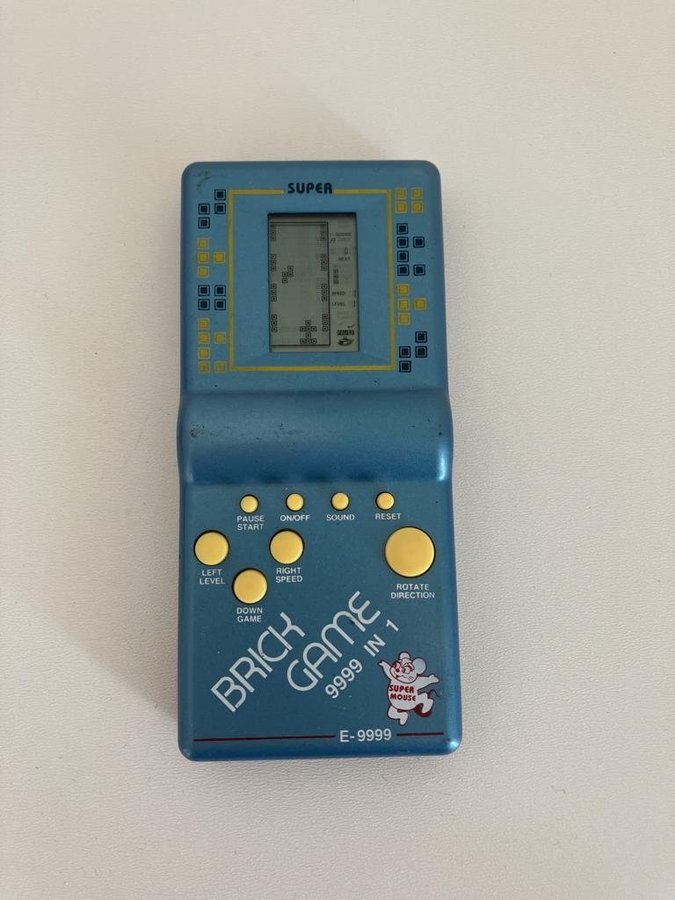 SUPER
NEXT
SPEED
LEVEL
PAUSE
START
ON/OFF
SOUND
RESET
LEFT
LEVEL
RIGHT
SPEED
ROTATE
DIRECTION
DOWN
GAME
BRICK
GAME
9999 IN 1
SUPER
MOUSE
E-9999